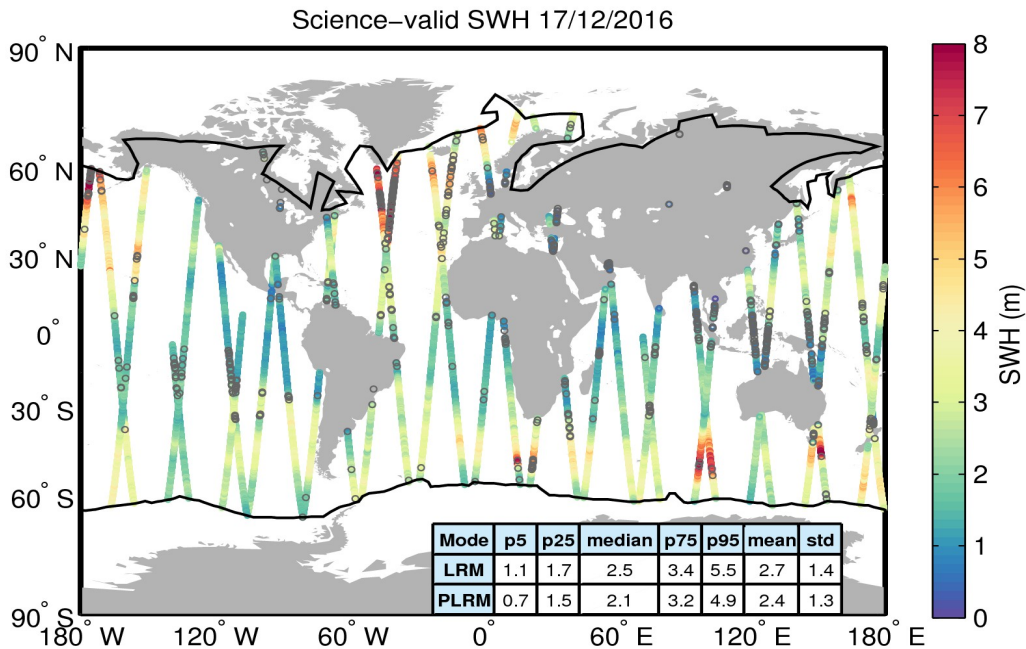 Science−valid SWH 17/12/2016
90° N
60° N
30° N
0°
30° S
60° S
90° S
180° W
120° W
60° W
0°
60° E
120° E
180° E
8
7
6
5
4
3
2
1
0
SWH (m)
Mode p5 p25 median p75 p95 mean std
LRM 1.1 1.7 2.5 3.4 5.5 2.7 1.4
PLRM 0.7 1.5 2.1 3.2 4.9 2.4 1.3